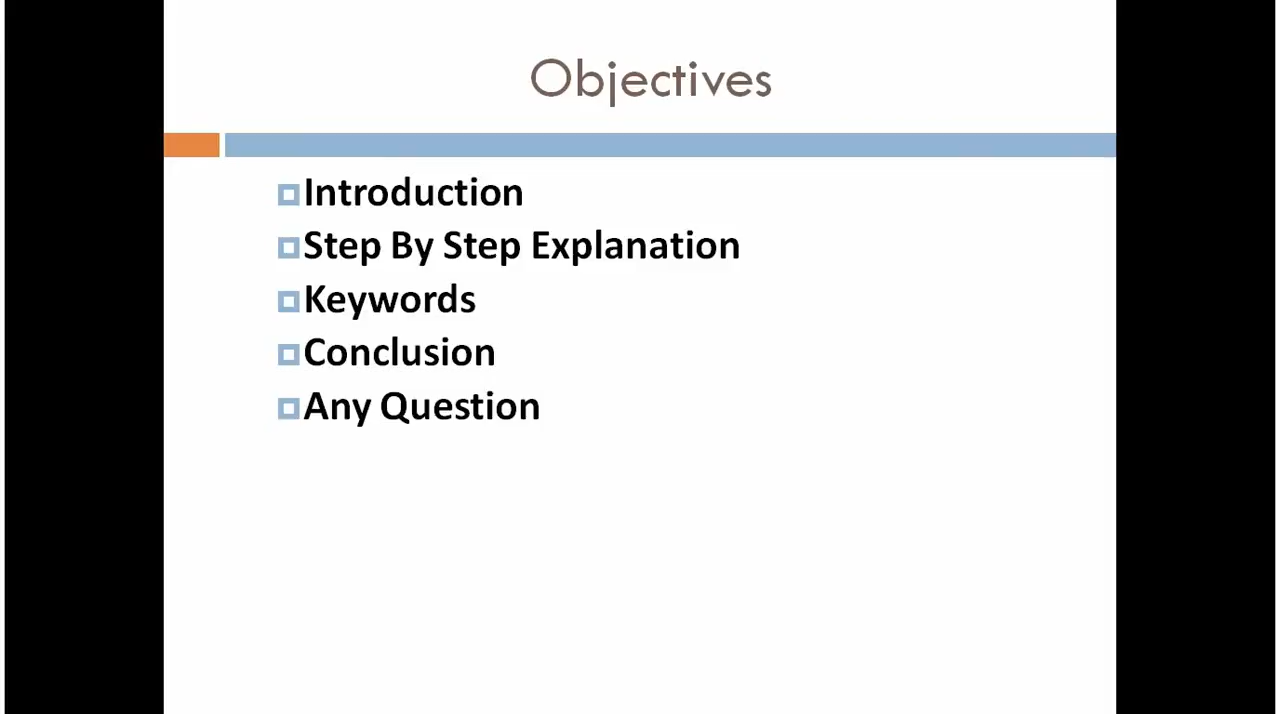 Objectives
Introduction
Step By Step Explanation
Keywords
Conclusion
Any Question